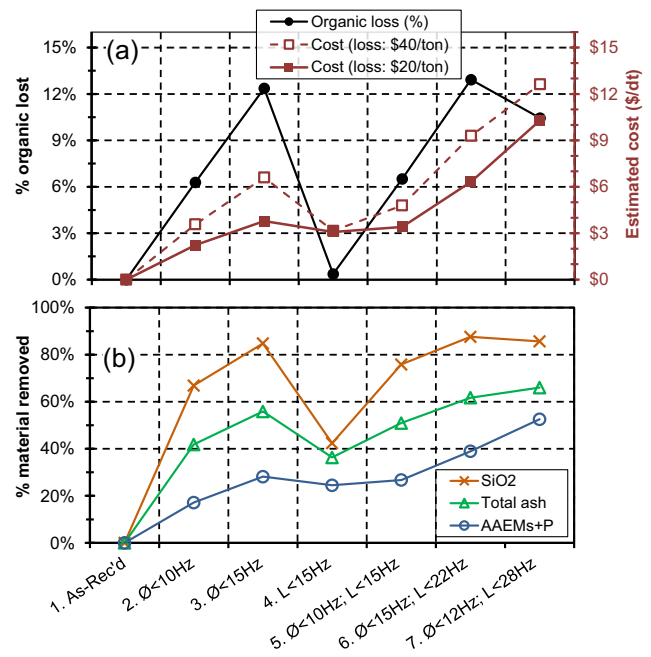 (a)
Organic loss (%)
Cost (loss: $40/ton)
Cost (loss: $20/ton)
% organic lost
15%
12%
9%
6%
3%
0%
Estimated cost ($/dt)
$15
$12
$9
$6
$3
$0
(b)
% material removed
100%
80%
60%
40%
20%
0%
SiO2
Total ash
AAEMs+P
1. As-Rec'd
2. Ø<10Hz
3. Ø<15Hz
4. L<15Hz
5. Ø<10Hz; L<15Hz
6. Ø<15Hz; L<22Hz
7. Ø<12Hz; L<28Hz